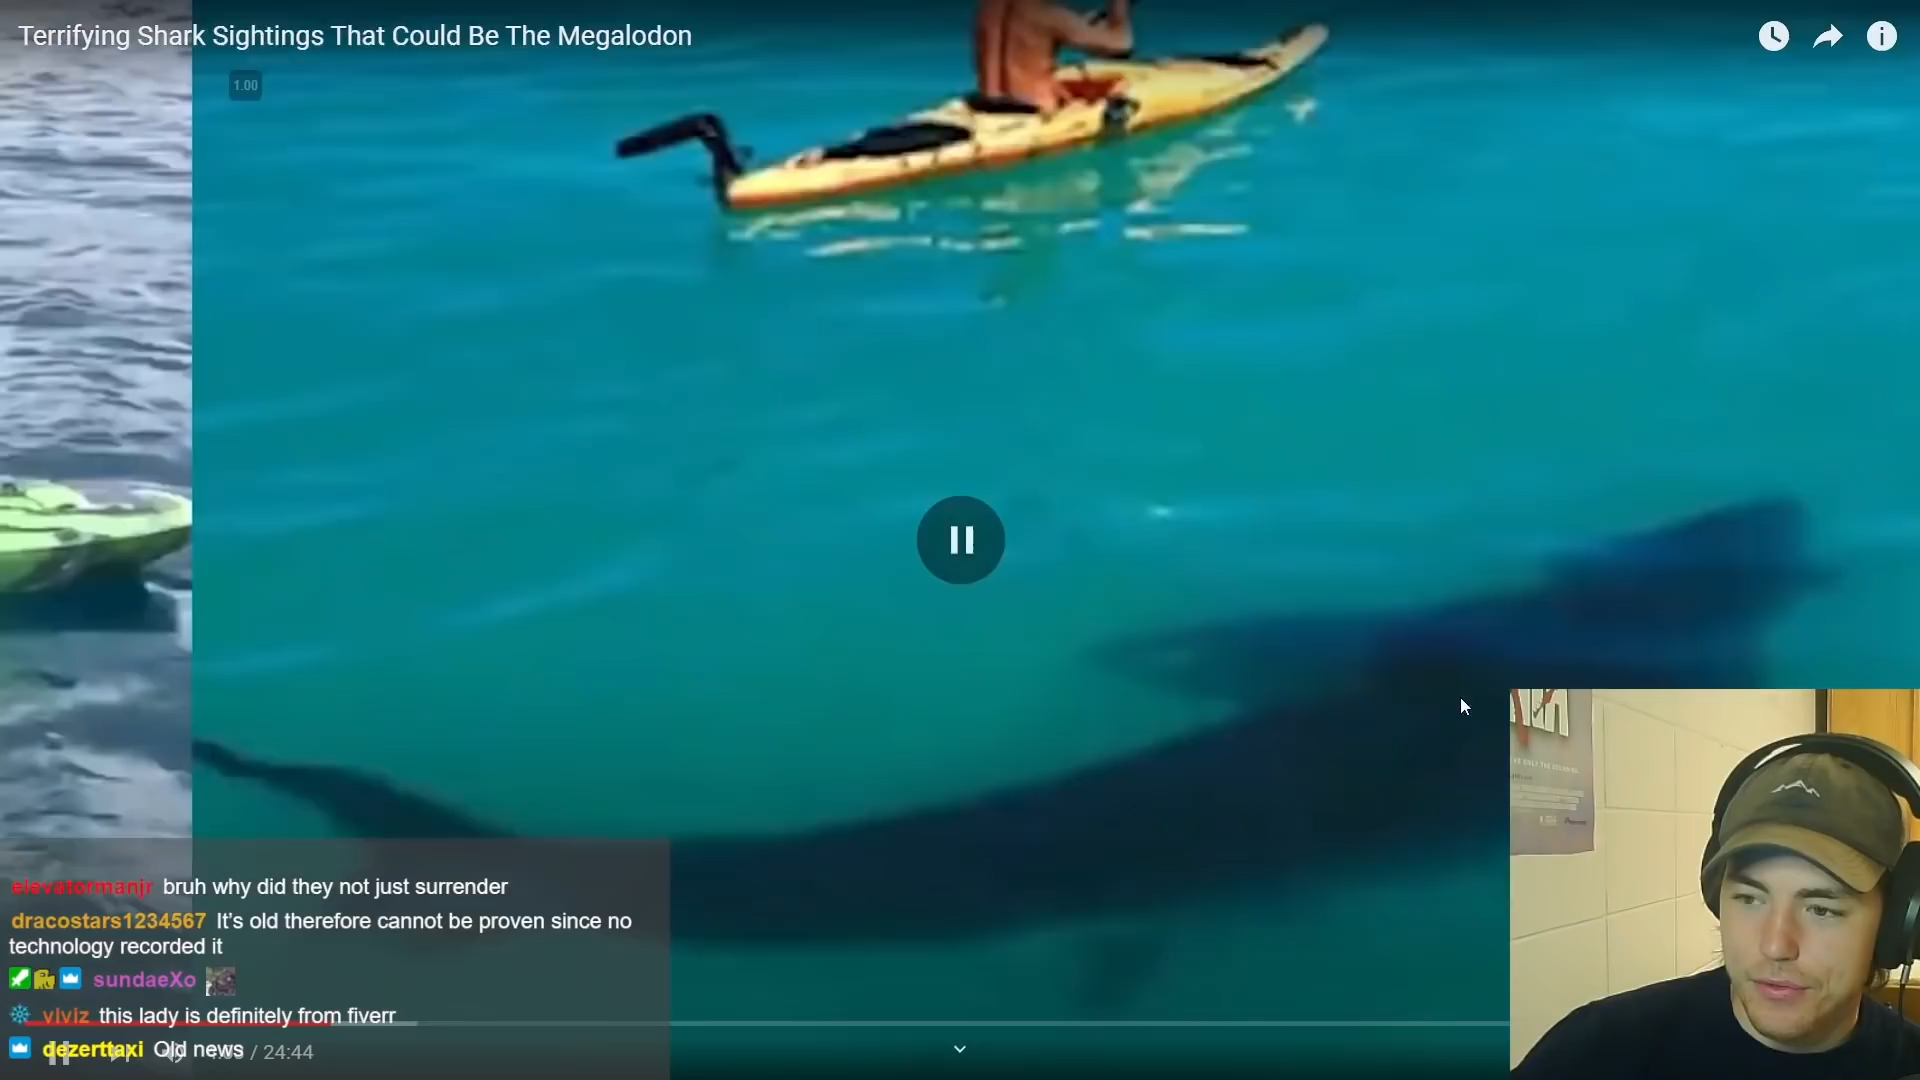 Terrifying Shark Sightings That Could Be The Megalodon
1.00
elevatormanjr bruh why did they not just surrender
dracostars1234567 It's old therefore cannot be proven since no
technology recorded it
sundaeXo
vlviz this lady is definitely from fiverr
dezerttaxi Old news
/ 24:44